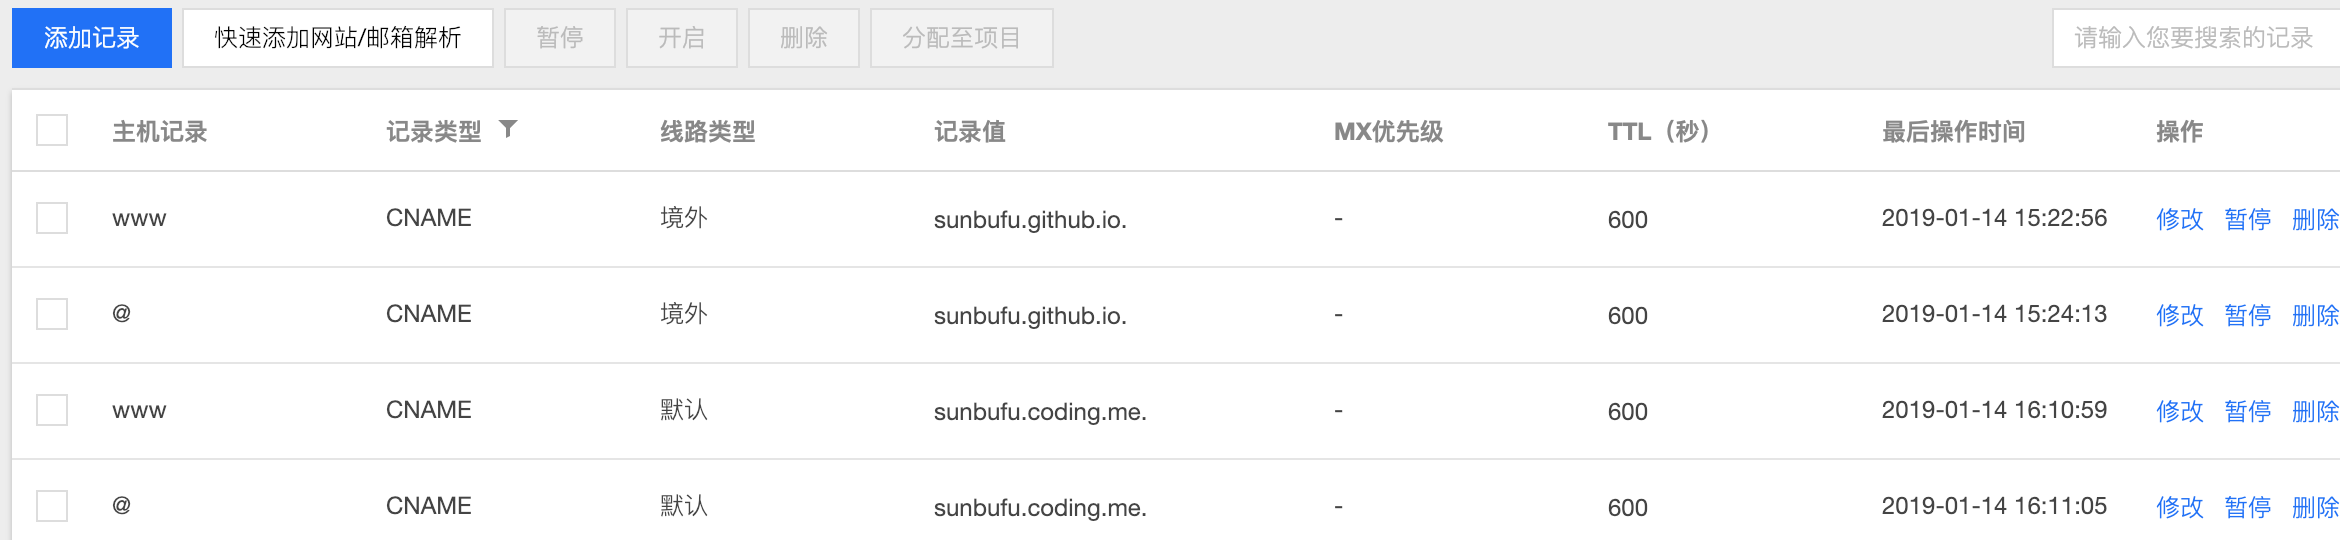 添加记录 快速添加网站/邮箱解析 暂停 开启 删除 分配至项目 请输入您要搜索的记录
主机记录 记录类型 线路类型 记录值 MX优先级 TTL（秒） 最后操作时间 操作
www CNAME 境外 sunbufu.github.io. - 600 2019-01-14 15:22:56 修改 暂停 删除
@ CNAME 境外 sunbufu.github.io. - 600 2019-01-14 15:24:13 修改 暂停 删除
www CNAME 默认 sunbufu.coding.me. - 600 2019-01-14 16:10:59 修改 暂停 删除
@ CNAME 默认 sunbufu.coding.me. - 600 2019-01-14 16:11:05 修改 暂停 删除